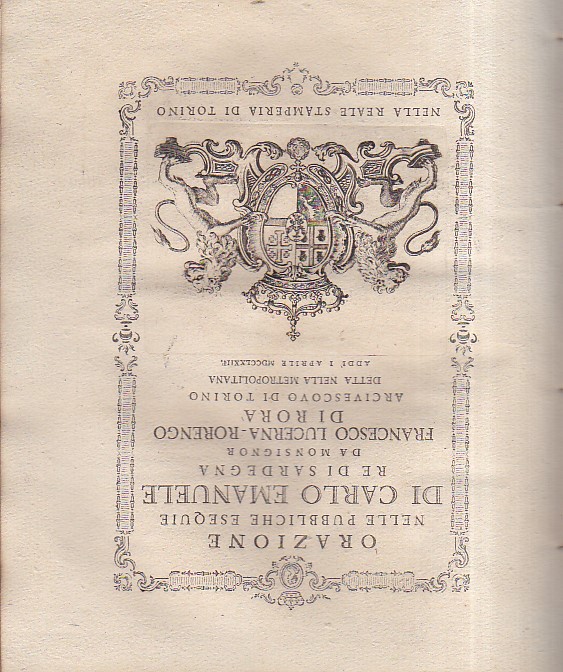 ORAZIONE
NELLE PUBBLICHE ESEQUIE
DI CARLO EMANUELE
RE DI SARDEGNA
DA MONSIGNOR
FRANCESCO LUCERNA-RORENGO
DI RORÀ
ARCIVESCOVO DI TORINO
DETTA NELLA METROPOLITANA
ADDÌ I APRILE MDCCLXXIII.
NELLA REALE STAMPERIA DI TORINO